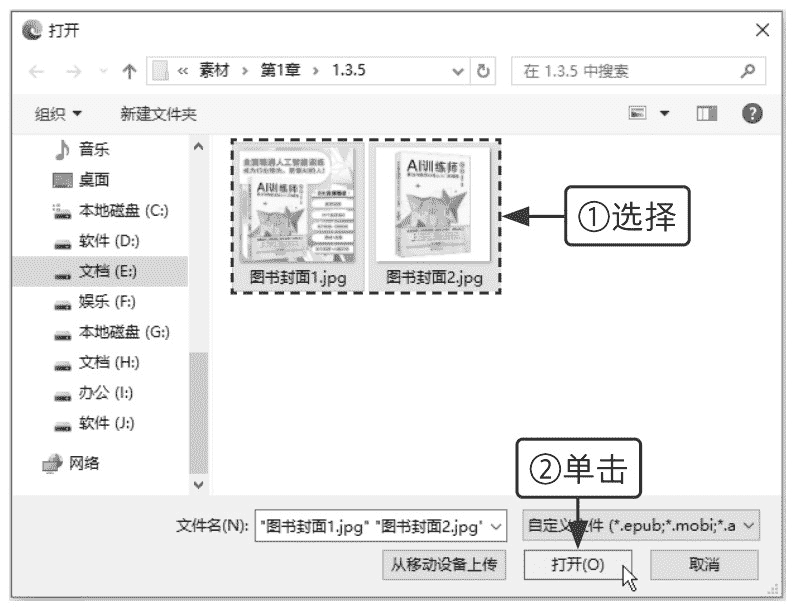 打开
« 素材 › 第1章 › 1.3.5
在 1.3.5 中搜索
组织 新建文件夹
音乐
桌面
本地磁盘 (C:)
软件 (D:)
文档 (E:)
娱乐 (F:)
本地磁盘 (G:)
文档 (H:)
办公 (I:)
软件 (J:)
网络
AI训练师
AI训练师
图书封面1.jpg 图书封面2.jpg
①选择
②单击
文件名(N): "图书封面1.jpg" "图书封面2.jpg"
自定义文件 (*.epub;*.mobi;*.a
从移动设备上传 打开(O) 取消